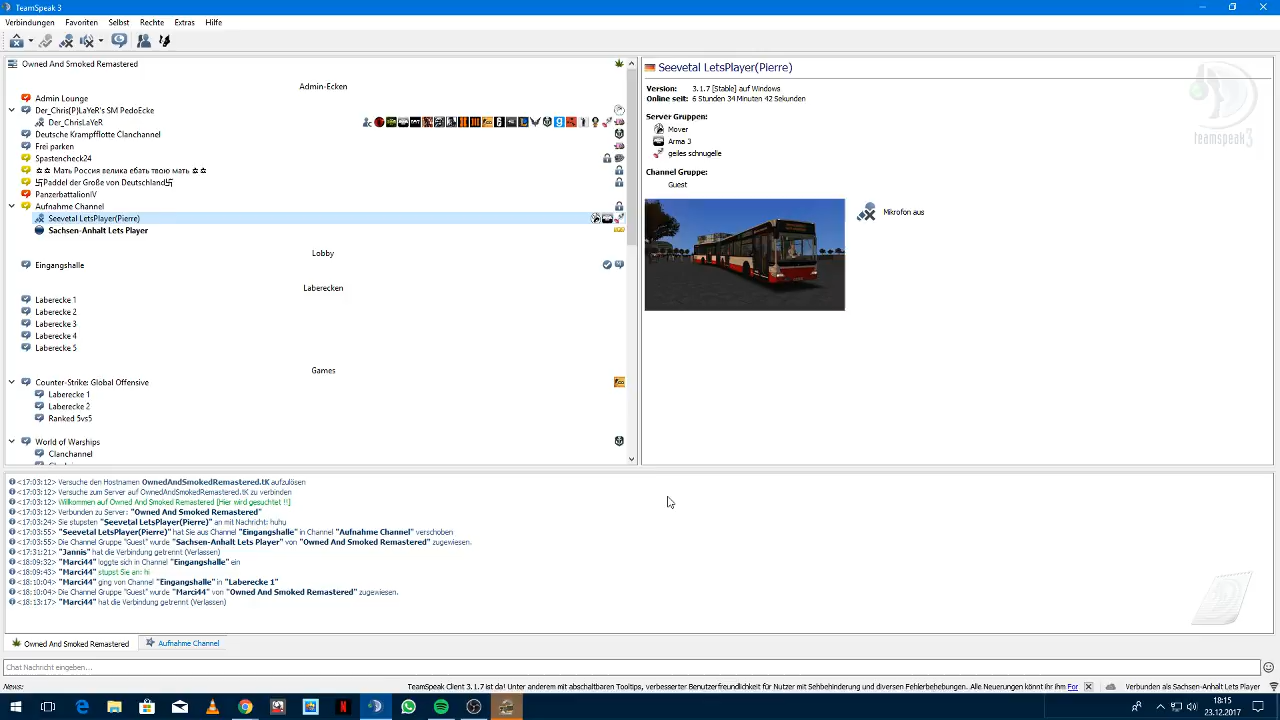 TeamSpeak 3
Verbindungen Favoriten Selbst Rechte Extras Hilfe
Owned And Smoked Remastered
Admin-Ecken
Admin Lounge
Der_Criz(P)LaYeR's SM PedoEcke
Der_ChrisLaYeR
Deutsche Kampfflotte Clanchannel
Frei parken
Spastencheck24
✡✡ Мать Россия велика ебать твою мать ✡✡
卐Paddel der Große von Deutschland卐
PanzerbattalionIV
Aufnahme Channel
Seevetal LetsPlayer(Pierre)
Sachsen-Anhalt Lets Player
Lobby
Eingangshalle
Laberecken
Laberecke 1
Laberecke 2
Laberecke 3
Laberecke 4
Laberecke 5
Games
Counter-Strike: Global Offensive
Laberecke 1
Laberecke 2
Ranked 5vs5
World of Warships
Clanchannel
Seevetal LetsPlayer(Pierre)
Version: 3.1.7 [Stable] auf Windows
Online seit: 6 Stunden 34 Minuten 42 Sekunden
Server Gruppen:
Mover
Arma 3
geiles schnugelle
Channel Gruppe:
Guest
Mikrofon aus
teamspeak3
<17:03:12> Versuche den Hostnamen OwnedAndSmokedRemastered.tK aufzulösen
<17:03:12> Versuche zum Server auf OwnedAndSmokedRemastered.tK zu verbinden
<17:03:12> Willkommen auf Owned And Smoked Remastered [Hier wird gesuchtet !!]
<17:03:12> Verbunden zu Server: "Owned And Smoked Remastered"
<17:03:24> Sie stupsten "Seevetal LetsPlayer(Pierre)" an mit Nachricht: huhu
<17:03:55> "Seevetal LetsPlayer(Pierre)" hat Sie aus Channel "Eingangshalle" in Channel "Aufnahme Channel" verschoben
<17:03:55> Die Channel Gruppe "Guest" wurde "Sachsen-Anhalt Lets Player" von "Owned And Smoked Remastered" zugewiesen.
<17:31:21> "Jannis" hat die Verbindung getrennt (Verlassen)
<18:09:32> "Marci44" loggte sich in Channel "Eingangshalle" ein
<18:09:43> "Marci44" stupst Sie an: hi
<18:10:04> "Marci44" ging von Channel "Eingangshalle" in "Laberecke 1"
<18:10:04> Die Channel Gruppe "Guest" wurde "Marci44" von "Owned And Smoked Remastered" zugewiesen.
<18:13:17> "Marci44" hat die Verbindung getrennt (Verlassen)
Owned And Smoked Remastered Aufnahme Channel
Chat Nachricht eingeben...
News: TeamSpeak Client 3.1.7 ist da! Unter anderem mit abschaltbaren Tooltips, verbesserter Benutzerfreundlichkeit für Nutzer mit Sehbehinderung und diversen Fehlerbehebungen. Alle Neuerungen könnt ihr ihm For Verbunden als Sachsen-Anhalt Lets Player
18:15
23.12.2017